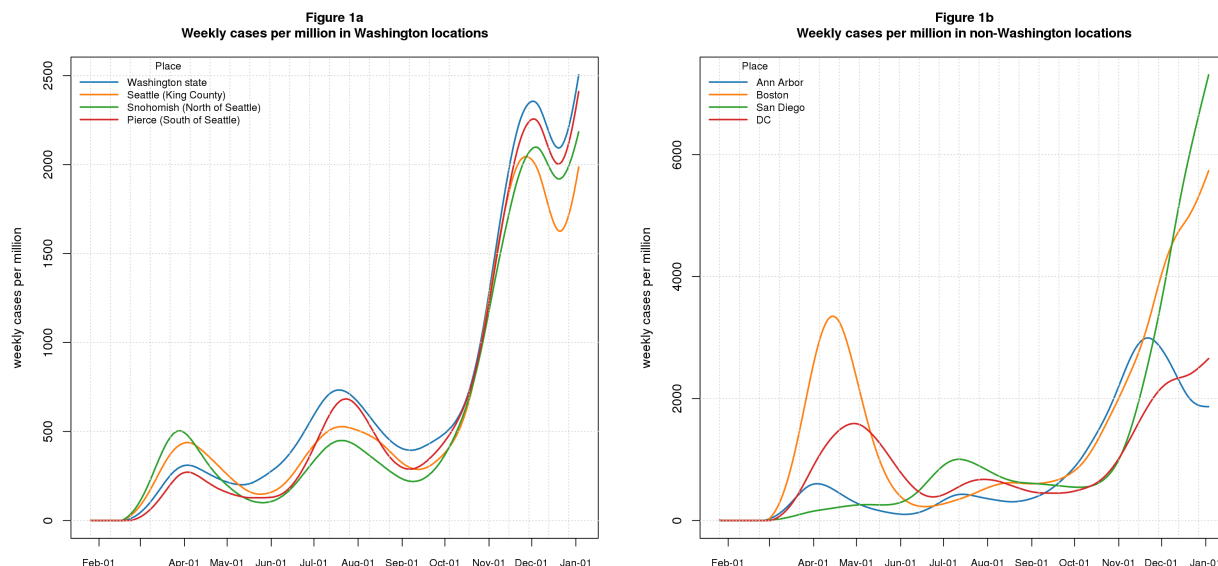 Figure 1a
Weekly cases per million in Washington locations
Place
Washington state
Seattle (King County)
Snohomish (North of Seattle)
Pierce (South of Seattle)
weekly cases per million
2500
2000
1500
1000
500
0
Feb-01 Apr-01 May-01 Jun-01 Jul-01 Aug-01 Sep-01 Oct-01 Nov-01 Dec-01 Jan-01
Figure 1b
Weekly cases per million in non-Washington locations
Place
Ann Arbor
Boston
San Diego
DC
weekly cases per million
6000
4000
2000
0
Feb-01 Apr-01 May-01 Jun-01 Jul-01 Aug-01 Sep-01 Oct-01 Nov-01 Dec-01 Jan-01